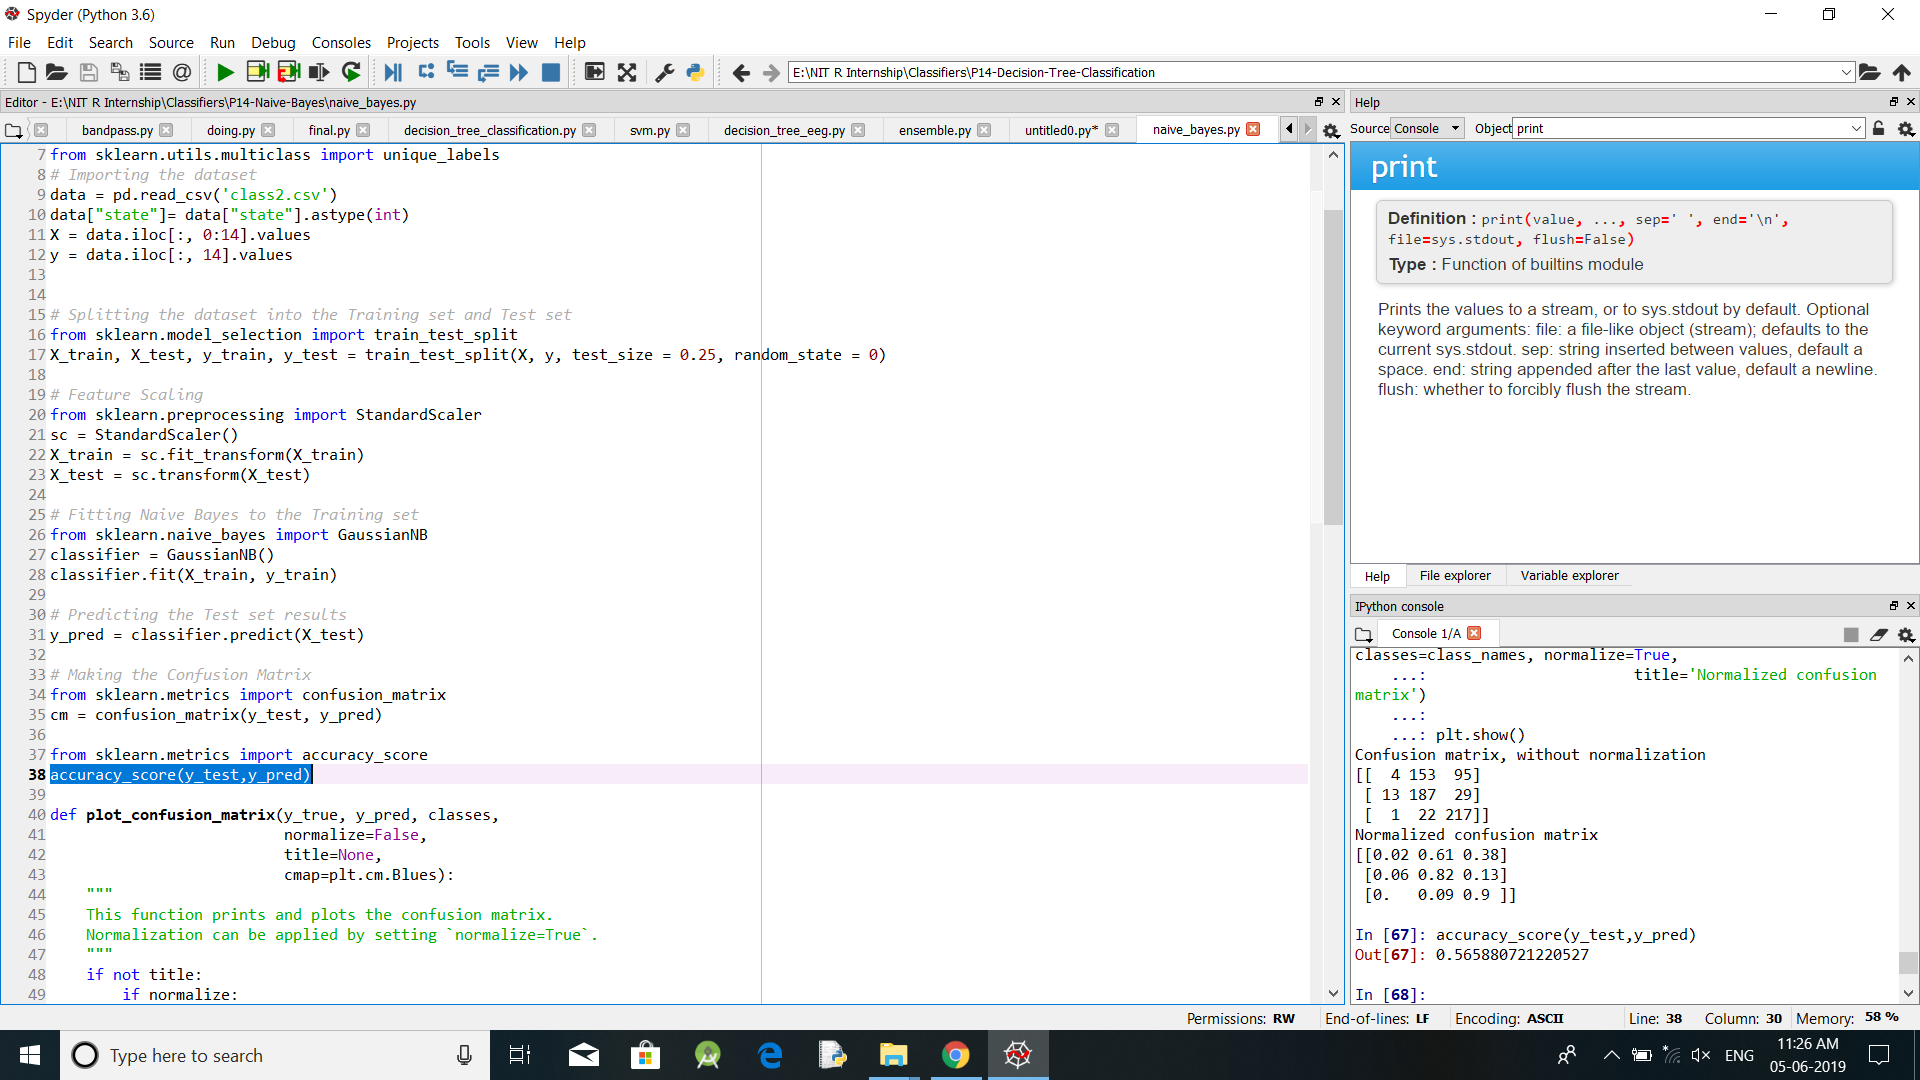 Spyder (Python 3.6)
File Edit Search Source Run Debug Consoles Projects Tools View Help
E:\NIT R Internship\Classifiers\P14-Decision-Tree-Classification
Editor - E:\NIT R Internship\Classifiers\P14-Naive-Bayes\naive_bayes.py
bandpass.py doing.py final.py decision_tree_classification.py svm.py decision_tree_eeg.py ensemble.py untitled0.py* naive_bayes.py
7 from sklearn.utils.multiclass import unique_labels
8 # Importing the dataset
9 data = pd.read_csv('class2.csv')
10 data["state"]= data["state"].astype(int)
11 X = data.iloc[:, 0:14].values
12 y = data.iloc[:, 14].values
13
14
15 # Splitting the dataset into the Training set and Test set
16 from sklearn.model_selection import train_test_split
17 X_train, X_test, y_train, y_test = train_test_split(X, y, test_size = 0.25, random_state = 0)
18
19 # Feature Scaling
20 from sklearn.preprocessing import StandardScaler
21 sc = StandardScaler()
22 X_train = sc.fit_transform(X_train)
23 X_test = sc.transform(X_test)
24
25 # Fitting Naive Bayes to the Training set
26 from sklearn.naive_bayes import GaussianNB
27 classifier = GaussianNB()
28 classifier.fit(X_train, y_train)
29
30 # Predicting the Test set results
31 y_pred = classifier.predict(X_test)
32
33 # Making the Confusion Matrix
34 from sklearn.metrics import confusion_matrix
35 cm = confusion_matrix(y_test, y_pred)
36
37 from sklearn.metrics import accuracy_score
38 accuracy_score(y_test,y_pred)
39
40 def plot_confusion_matrix(y_true, y_pred, classes,
41 normalize=False,
42 title=None,
43 cmap=plt.cm.Blues):
44 """
45 This function prints and plots the confusion matrix.
46 Normalization can be applied by setting `normalize=True`.
47 """
48 if not title:
49 if normalize:
Help
Source Console Object print
print
Definition : print(value, ..., sep=' ', end='\n',
file=sys.stdout, flush=False)
Type : Function of builtins module
Prints the values to a stream, or to sys.stdout by default. Optional
keyword arguments: file: a file-like object (stream); defaults to the
current sys.stdout. sep: string inserted between values, default a
space. end: string appended after the last value, default a newline.
flush: whether to forcibly flush the stream.
Help File explorer Variable explorer
IPython console
Console 1/A
classes=class_names, normalize=True,
...: title='Normalized confusion
matrix')
...:
...: plt.show()
Confusion matrix, without normalization
[[ 4 153 95]
[ 13 187 29]
[ 1 22 217]]
Normalized confusion matrix
[[0.02 0.61 0.38]
[0.06 0.82 0.13]
[0. 0.09 0.9 ]]
In [67]: accuracy_score(y_test,y_pred)
Out[67]: 0.565880721220527
In [68]:
Permissions: RW End-of-lines: LF Encoding: ASCII Line: 38 Column: 30 Memory: 58 %
Type here to search
ENG
11:26 AM
05-06-2019